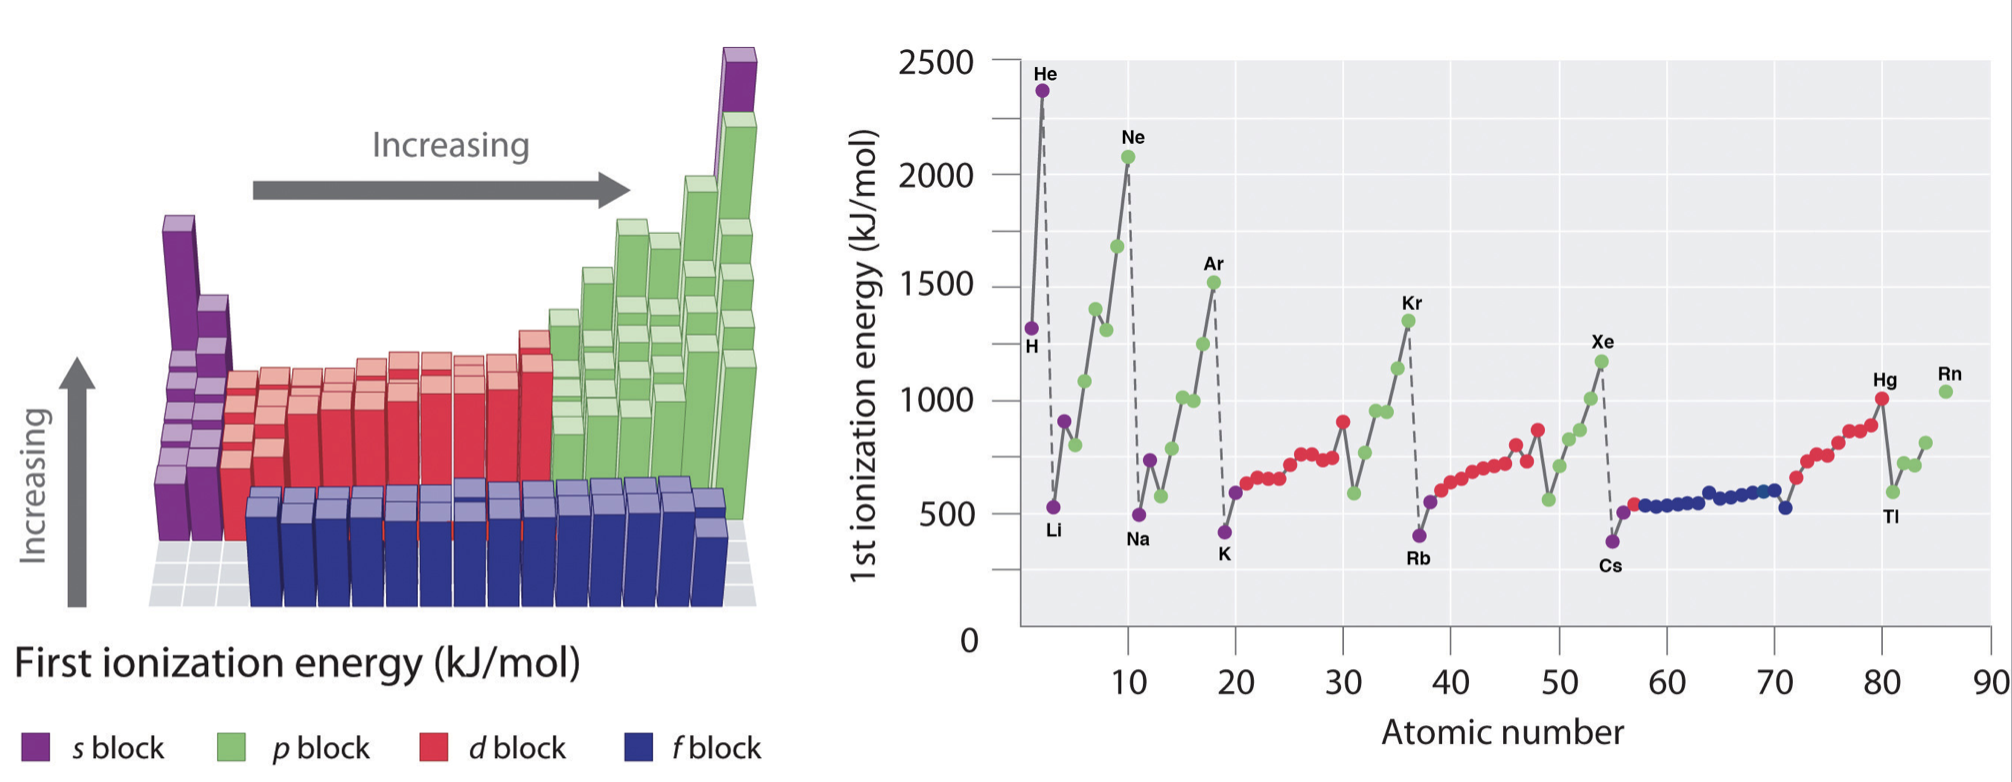 Increasing
Increasing
First ionization energy (kJ/mol)
s block
p block
d block
f block
1st ionization energy (kJ/mol)
2500
2000
1500
1000
500
0
He
Ne
Ar
Kr
Xe
Hg
Rn
H
Li
Na
K
Rb
Cs
Tl
10 20 30 40 50 60 70 80 90
Atomic number